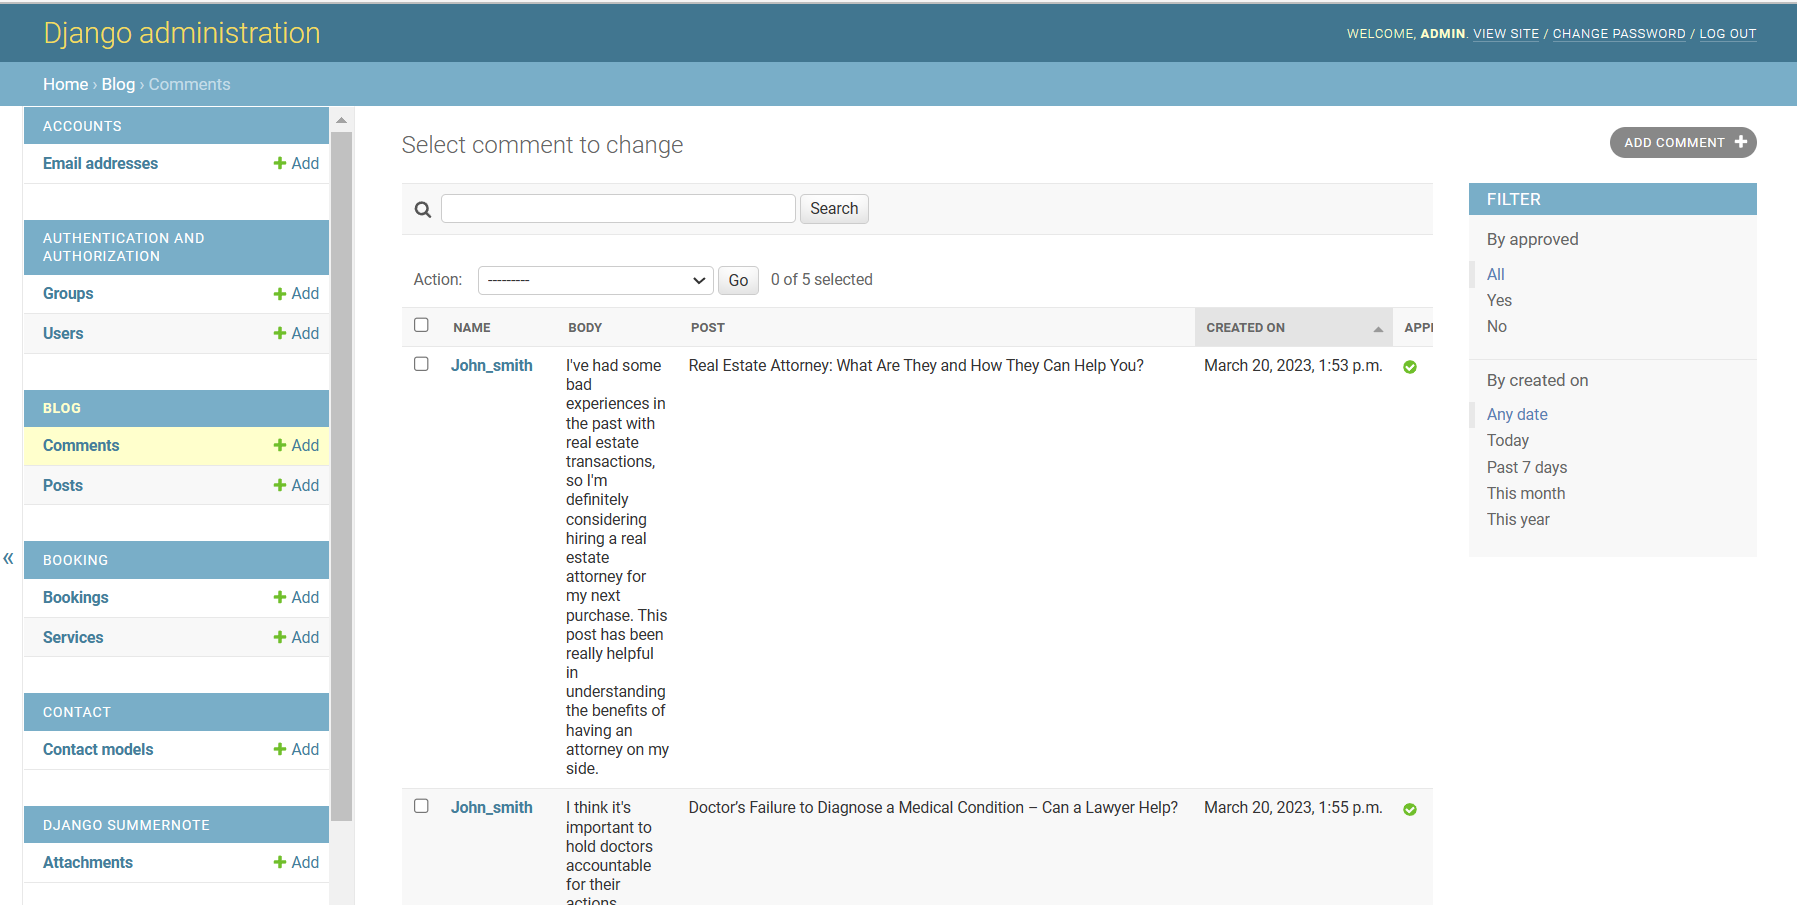 Django administration
WELCOME, ADMIN. VIEW SITE / CHANGE PASSWORD / LOG OUT
Home › Blog › Comments
ACCOUNTS
Email addresses
Add
AUTHENTICATION AND
AUTHORIZATION
Groups
Add
Users
Add
BLOG
Comments
Add
Posts
Add
BOOKING
Bookings
Add
Services
Add
CONTACT
Contact models
Add
DJANGO SUMMERNOTE
Attachments
Add
«
Select comment to change
ADD COMMENT
Search
Action:
---------
Go
0 of 5 selected
NAME
BODY
POST
CREATED ON
John_smith
I've had some
bad
experiences in
the past with
real estate
transactions,
so I'm
definitely
considering
hiring a real
estate
attorney for
my next
purchase. This
post has been
really helpful
in
understanding
the benefits of
having an
attorney on my
side.
Real Estate Attorney: What Are They and How They Can Help You?
March 20, 2023, 1:53 p.m.
John_smith
I think it's
important to
hold doctors
accountable
for their
actions
Doctor’s Failure to Diagnose a Medical Condition – Can a Lawyer Help?
March 20, 2023, 1:55 p.m.
FILTER
By approved
All
Yes
No
By created on
Any date
Today
Past 7 days
This month
This year